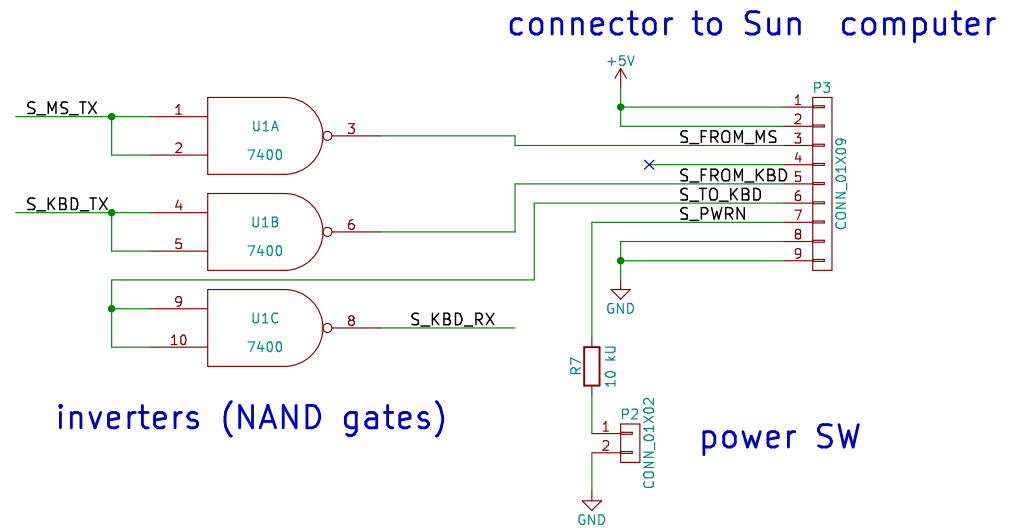 connector to Sun computer
+5V
P3
S_MS_TX
1
U1A
3
1
2
7400
2
S_FROM_MS
3
4
S_FROM_KBD
5
CONN_01X09
S_TO_KBD
6
S_KBD_TX
4
U1B
6
S_PWRN
7
5
7400
8
9
9
U1C
8
S_KBD_RX
GND
10
7400
R7
10 kU
inverters (NAND gates)
P2
1
2
CONN_01X02
power SW
GND